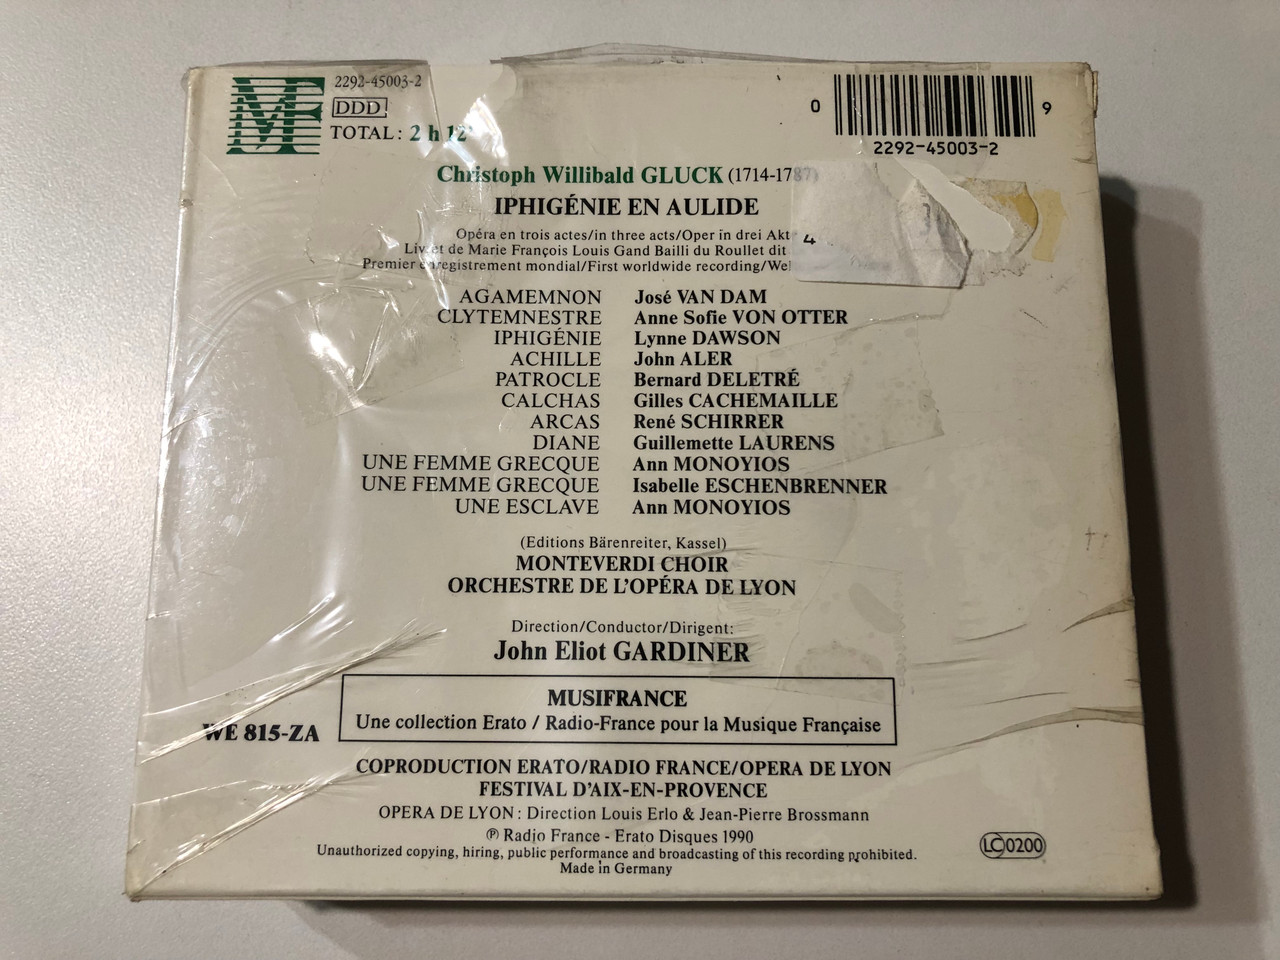 MF
2292-45003-2
DDD
TOTAL : 2 h 12'
0 9
2292-45003-2
Christoph Willibald GLUCK (1714-1787)
IPHIGÉNIE EN AULIDE
Opéra en trois actes/in three acts/Oper in drei
4
Livret de Marie François Louis Gand Bailli du Roullet dit
Premier enregistrement mondial/First worldwide recording/
AGAMEMNON José VAN DAM
CLYTEMNESTRE Anne Sofie VON OTTER
IPHIGÉNIE Lynne DAWSON
ACHILLE John ALER
PATROCLE Bernard DELETRÉ
CALCHAS Gilles CACHEMAILLE
ARCAS René SCHIRRER
DIANE Guillemette LAURENS
UNE FEMME GRECQUE Ann MONOYIOS
UNE FEMME GRECQUE Isabelle ESCHENBRENNER
UNE ESCLAVE Ann MONOYIOS
(Editions Bärenreiter, Kassel)
MONTEVERDI CHOIR
ORCHESTRE DE L'OPÉRA DE LYON
Direction/Conductor/Dirigent:
John Eliot GARDINER
MUSIFRANCE
Une collection Erato / Radio-France pour la Musique Française
WE 815-ZA
COPRODUCTION ERATO/RADIO FRANCE/OPERA DE LYON
FESTIVAL D'AIX-EN-PROVENCE
OPERA DE LYON : Direction Louis Erlo & Jean-Pierre Brossmann
℗ Radio France - Erato Disques 1990
Unauthorized copying, hiring, public performance and broadcasting of this recording prohibited.
Made in Germany
LC 0200